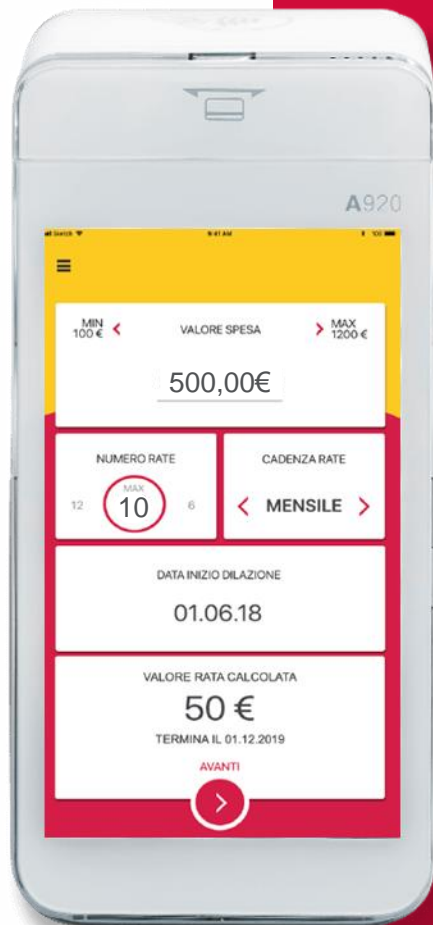 A920
9:41 AM
MIN
100 €
VALORE SPESA
MAX
1200 €
500,00€
NUMERO RATE
12
MAX
10
6
CADENZA RATE
MENSILE
DATA INIZIO DILAZIONE
01.06.18
VALORE RATA CALCOLATA
50 €
TERMINA IL 01.12.2019
AVANTI